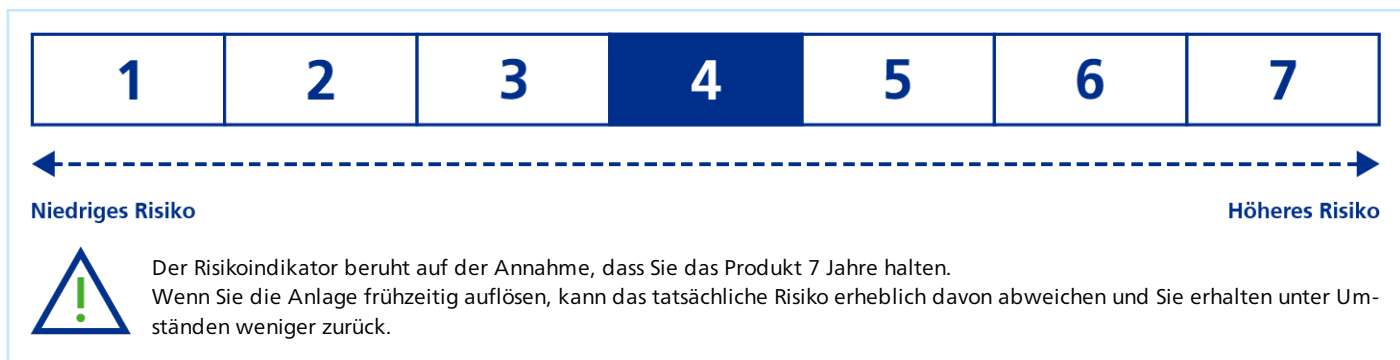 1 2 3 4 5 6 7
Niedriges Risiko Höheres Risiko
Der Risikoindikator beruht auf der Annahme, dass Sie das Produkt 7 Jahre halten.
Wenn Sie die Anlage frühzeitig auflösen, kann das tatsächliche Risiko erheblich davon abweichen und Sie erhalten unter Um-
ständen weniger zurück.